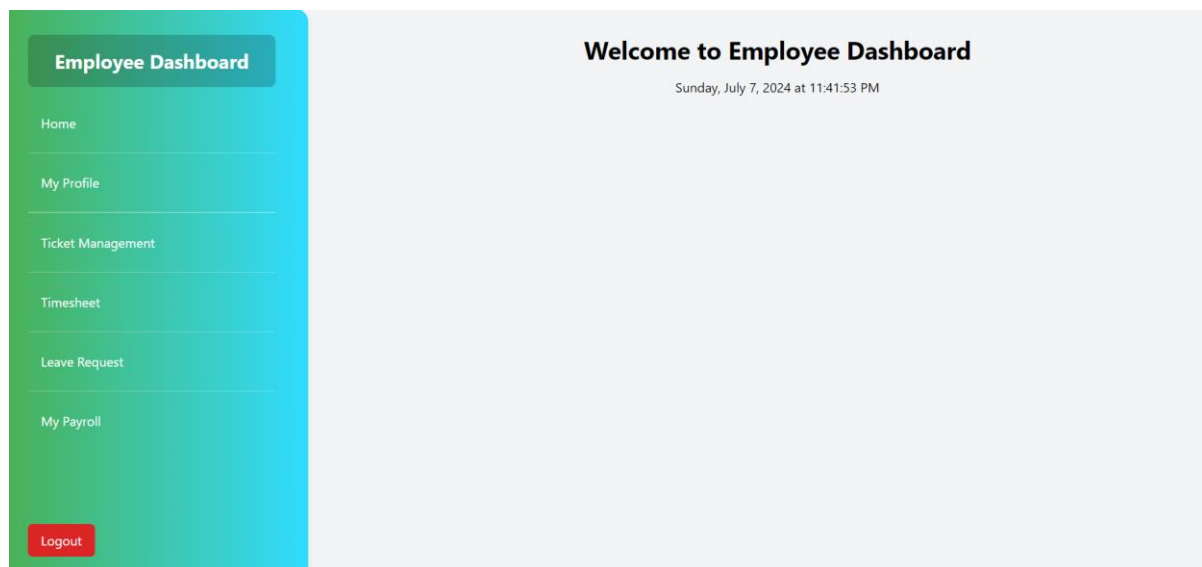 Employee Dashboard
Home
My Profile
Ticket Management
Timesheet
Leave Request
My Payroll
Logout
Welcome to Employee Dashboard
Sunday, July 7, 2024 at 11:41:53 PM